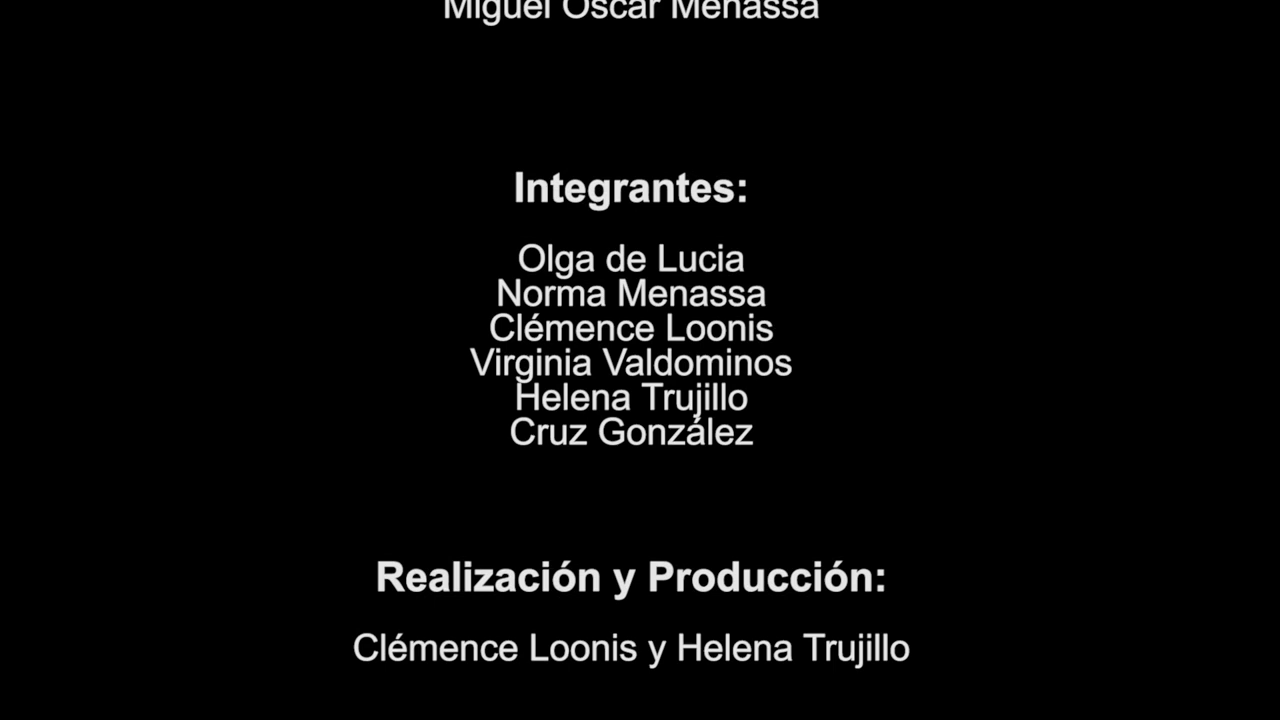 Miguel Oscar Menassa
Integrantes:
Olga de Lucia
Norma Menassa
Clémence Loonis
Virginia Valdominos
Helena Trujillo
Cruz González
Realización y Producción:
Clémence Loonis y Helena Trujillo